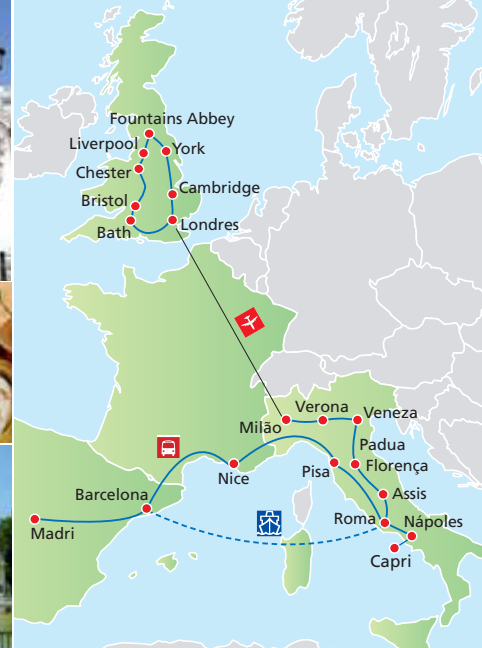 Fountains Abbey
Liverpool
York
Chester
Cambridge
Bristol
Londres
Bath
Verona
Veneza
Milão
Padua
Pisa
Florença
Nice
Barcelona
Assis
Madri
Roma
Nápoles
Capri